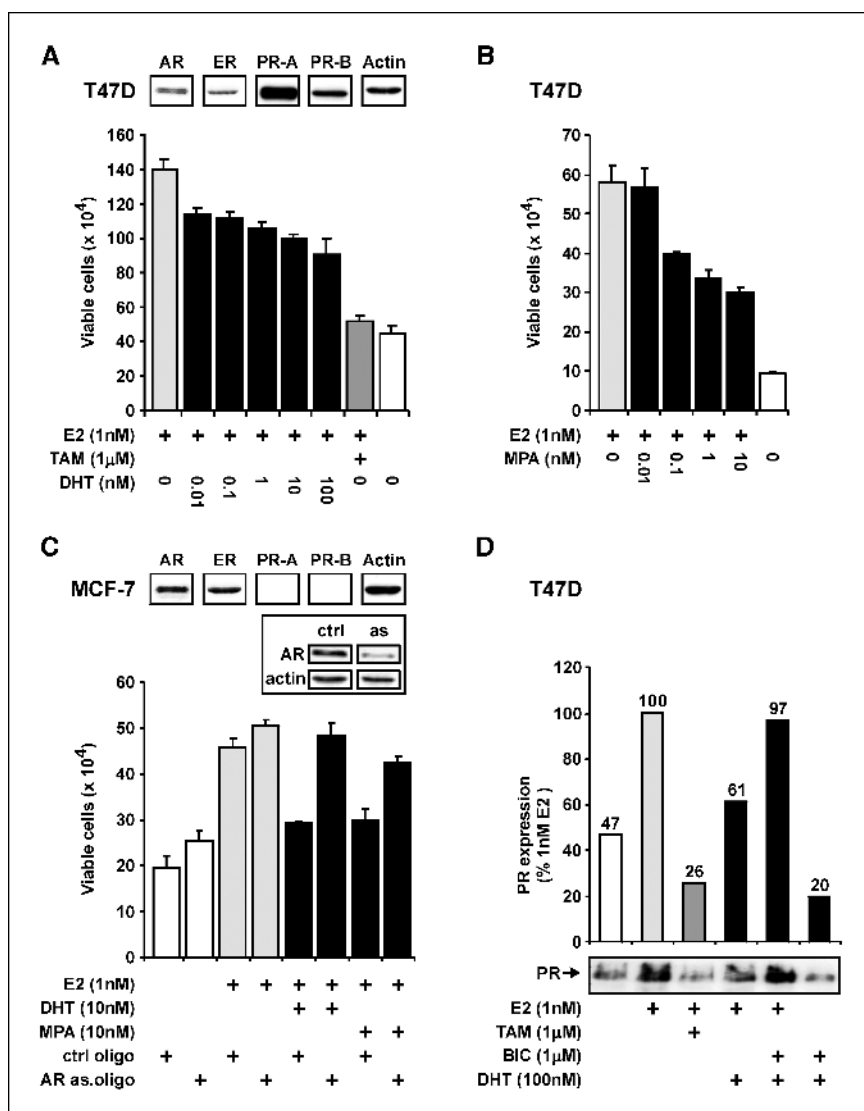 A
AR ER PR-A PR-B Actin
T47D
160
140
120
100
80
60
40
20
0
Viable cells (x 10⁴)
E2 (1nM) + + + + + + +
TAM (1μM) +
DHT (nM) 0 0.01 0.1 1 10 100 0 0
B
T47D
70
60
50
40
30
20
10
0
Viable cells (x 10⁴)
E2 (1nM) + + + + +
MPA (nM) 0 0.01 0.1 1 10 0
C
AR ER PR-A PR-B Actin
MCF-7
ctrl as
AR
actin
60
50
40
30
20
10
0
Viable cells (x 10⁴)
E2 (1nM) + + + + + +
DHT (10nM) + +
MPA (10nM) + +
ctrl oligo + + + +
AR as.oligo + + + +
D
T47D
120
100
80
60
40
20
0
PR expression
(% 1nM E2 )
47 100 26 61 97 20
PR→
E2 (1nM) + + + +
TAM (1μM) +
BIC (1μM) + +
DHT (100nM) + + +